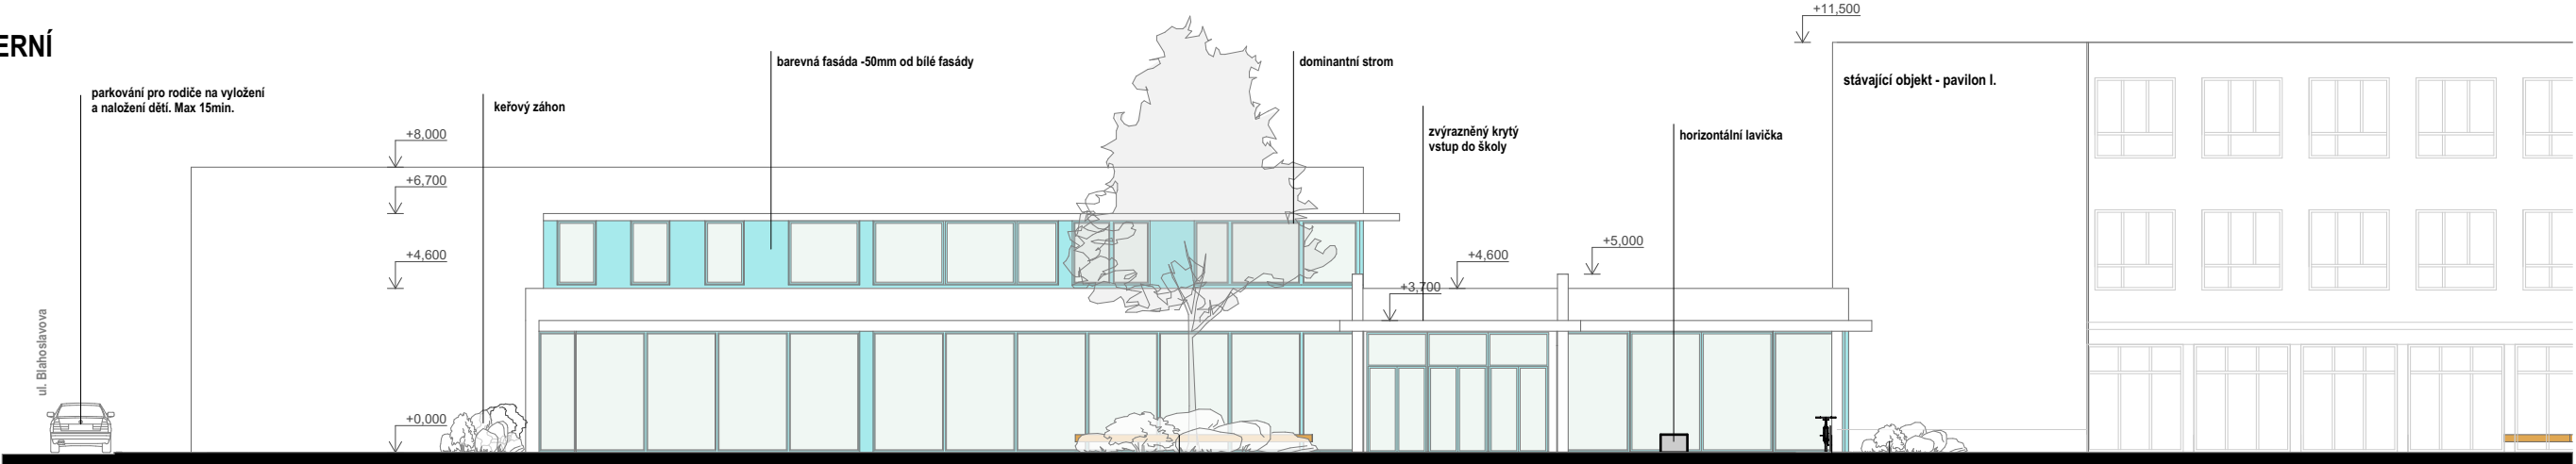 +11,500
ERNÍ
barevná fasáda -50mm od bílé fasády
dominantní strom
stávající objekt - pavilon I.
parkování pro rodiče na vyložení
a naložení dětí. Max 15min.
keřový záhon
+8,000
zvýrazněný krytý
vstup do školy
horizontální lavička
+6,700
+5,000
+4,600
+4,600
+3,700
ul. Blahoslavova
+0,000